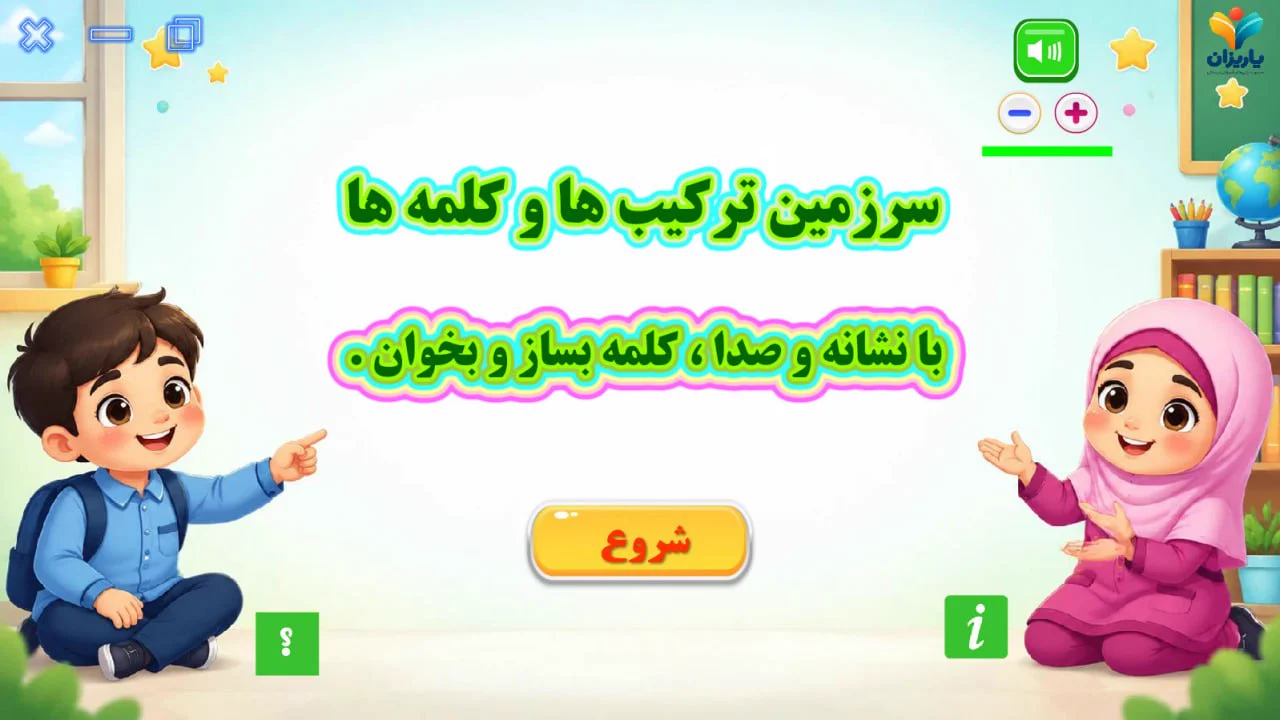 یاریزان
سرزمین ترکیب ها و کلمه ها
با نشانه و صدا ، کلمه بساز و بخوان .
شروع
؟
i